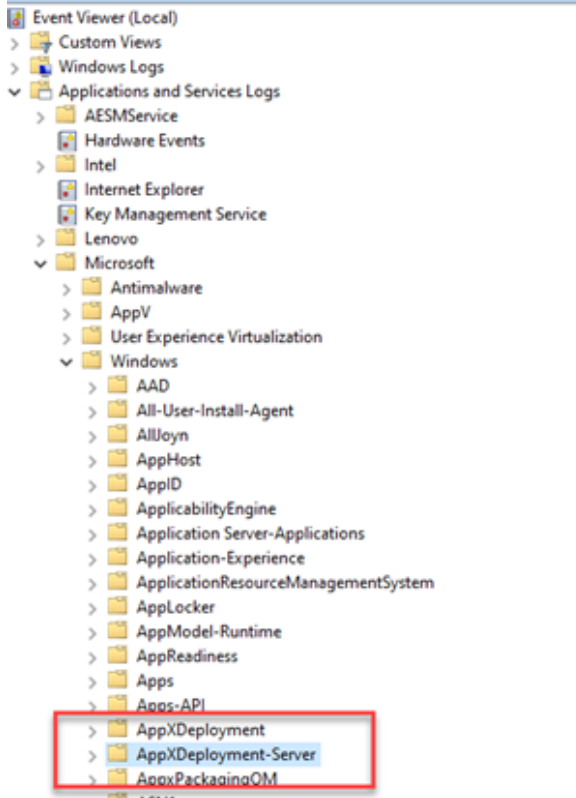 Event Viewer (Local)
Custom Views
Windows Logs
Applications and Services Logs
AESMService
Hardware Events
Intel
Internet Explorer
Key Management Service
Lenovo
Microsoft
Antimalware
AppV
User Experience Virtualization
Windows
AAD
All-User-Install-Agent
AllJoyn
AppHost
AppID
ApplicabilityEngine
Application Server-Applications
Application-Experience
ApplicationResourceManagementSystem
AppLocker
AppModel-Runtime
AppReadiness
Apps
Apps-API
AppXDeployment
AppXDeployment-Server
AppxPackagingOM